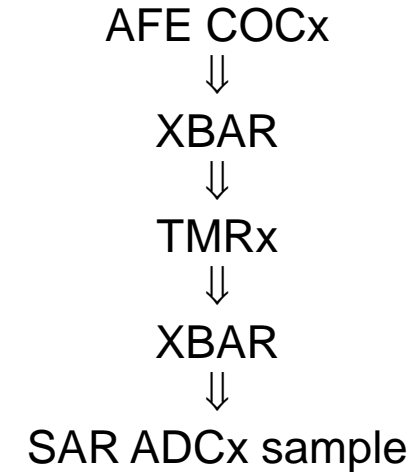 AFE COCx
⇓
XBAR
⇓
TMRx
⇓
XBAR
⇓
SAR ADCx sample